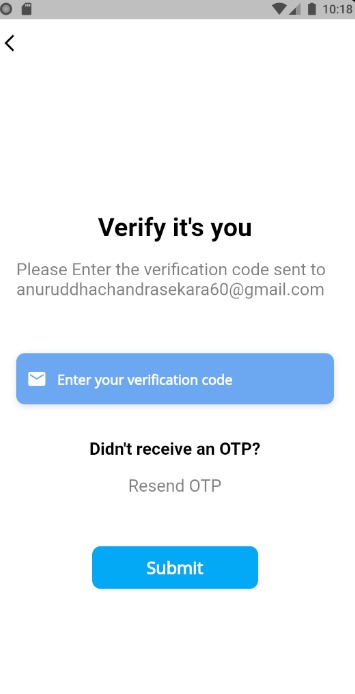 10:18
Verify it's you
Please Enter the verification code sent to
anuruddhachandrasekara60@gmail.com
Enter your verification code
Didn't receive an OTP?
Resend OTP
Submit